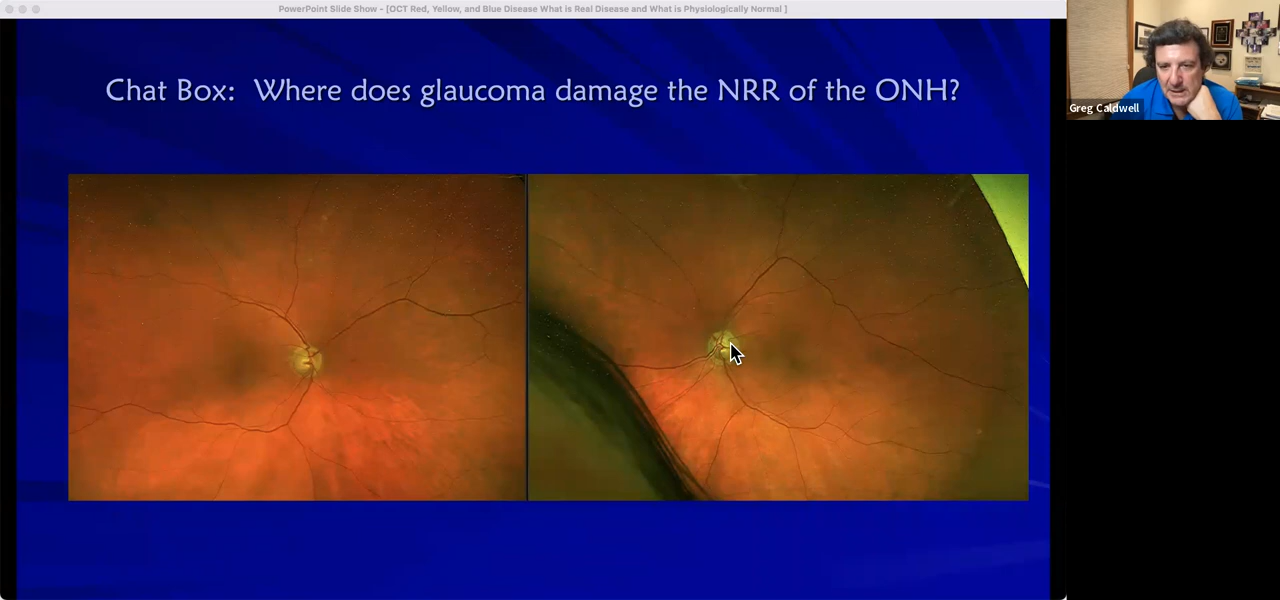 PowerPoint Slide Show - [OCT Red, Yellow, and Blue Disease What is Real Disease and What is Physiologically Normal ]
Chat Box: Where does glaucoma damage the NRR of the ONH?
Greg Caldwell